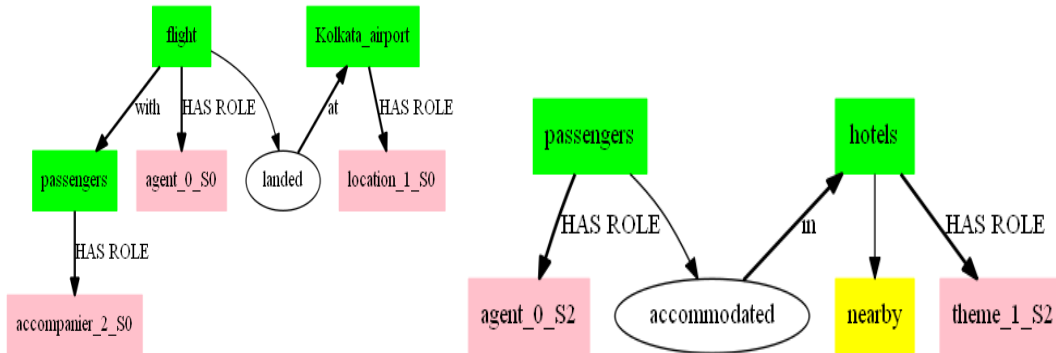 flight
Kolkata_airport
with
HAS ROLE
at
HAS ROLE
passengers
agent_0_S0
landed
location_1_S0
HAS ROLE
accompanier_2_S0
passengers
hotels
HAS ROLE
in
HAS ROLE
agent_0_S2
accommodated
nearby
theme_1_S2